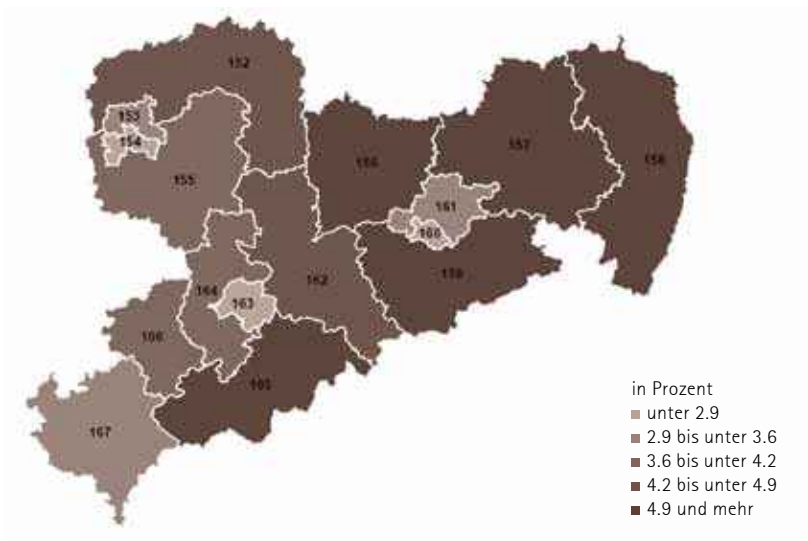 152
153
154
155
156
157
158
161
160
159
162
164
163
166
165
167
in Prozent
unter 2.9
2.9 bis unter 3.6
3.6 bis unter 4.2
4.2 bis unter 4.9
4.9 und mehr